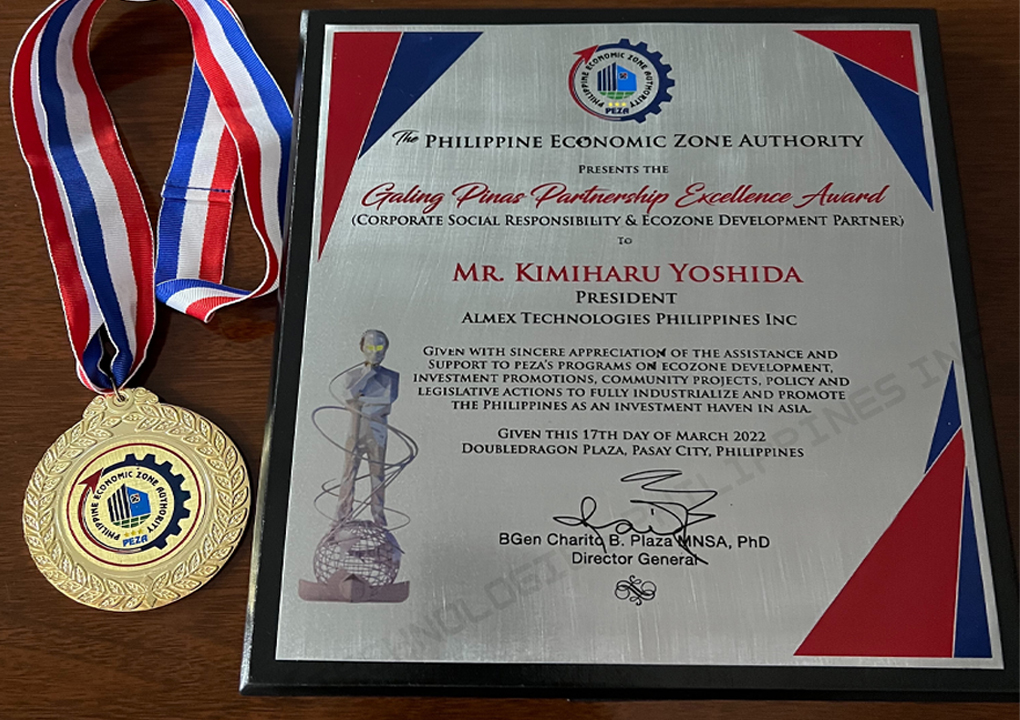 PHILIPPINE ECONOMIC ZONE AUTHORITY
PEZA
The PHILIPPINE ECONOMIC ZONE AUTHORITY
PRESENTS THE
Galing Pinas Partnership Excellence Award
(CORPORATE SOCIAL RESPONSIBILITY & ECOZONE DEVELOPMENT PARTNER)
TO
MR. KIMIHARU YOSHIDA
PRESIDENT
ALMEX TECHNOLOGIES PHILIPPINES INC
GIVEN WITH SINCERE APPRECIATION OF THE ASSISTANCE AND
SUPPORT TO PEZA'S PROGRAMS ON ECOZONE DEVELOPMENT,
INVESTMENT PROMOTIONS, COMMUNITY PROJECTS, POLICY AND
LEGISLATIVE ACTIONS TO FULLY INDUSTRIALIZE AND PROMOTE
THE PHILIPPINES AS AN INVESTMENT HAVEN IN ASIA.
GIVEN THIS 17TH DAY OF MARCH 2022
DOUBLEDRAGON PLAZA, PASAY CITY, PHILIPPINES
BGen Charito B. Plaza MNSA, PhD
Director General
PHILIPPINE ECONOMIC ZONE AUTHORITY
PEZA